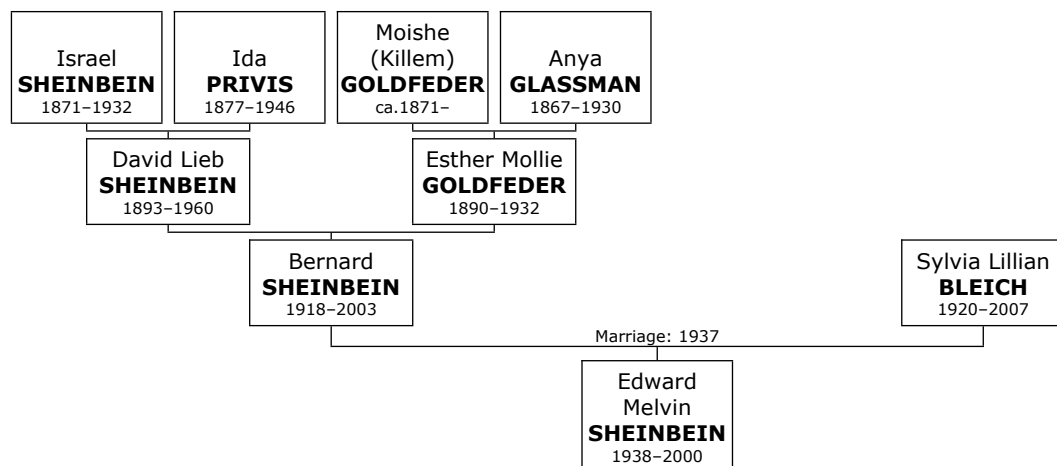 Israel
SHEINBEIN
1871–1932
Ida
PRIVIS
1877–1946
Moishe
(Killem)
GOLDFEDER
ca.1871–
Anya
GLASSMAN
1867–1930
David Lieb
SHEINBEIN
1893–1960
Esther Mollie
GOLDFEDER
1890–1932
Bernard
SHEINBEIN
1918–2003
Sylvia Lillian
BLEICH
1920–2007
Marriage: 1937
Edward
Melvin
SHEINBEIN
1938–2000